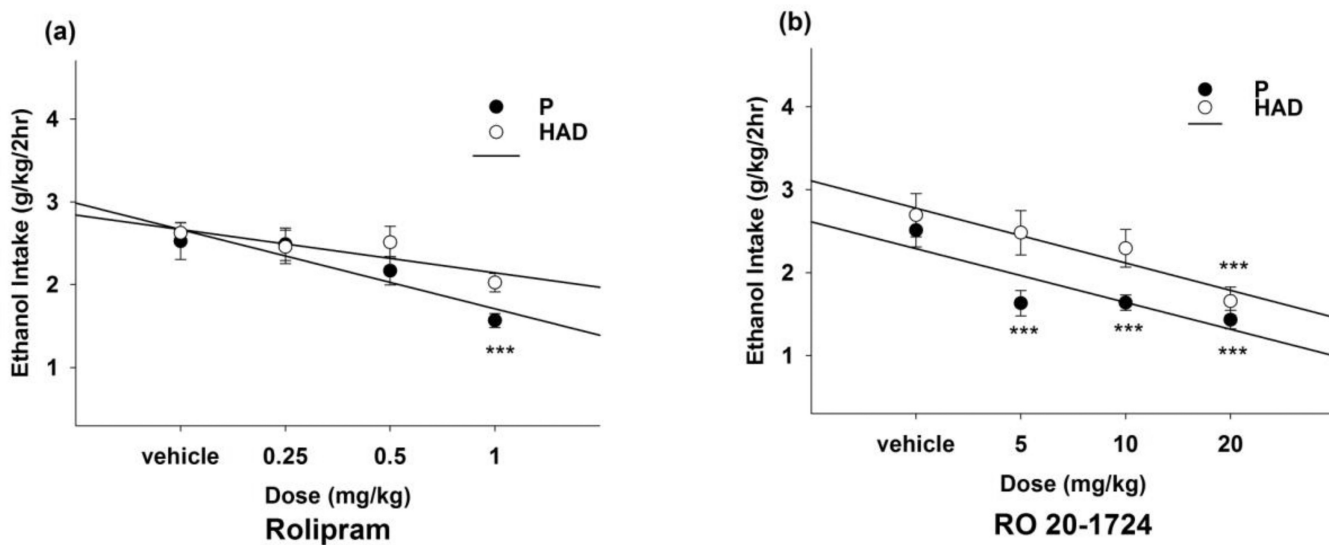 (a)
Ethanol Intake (g/kg/2hr)
4
3
2
1
P
HAD
***
vehicle 0.25 0.5 1
Dose (mg/kg)
Rolipram
(b)
Ethanol Intake (g/kg/2hr)
4
3
2
1
P
HAD
***
*** *** ***
vehicle 5 10 20
Dose (mg/kg)
RO 20-1724